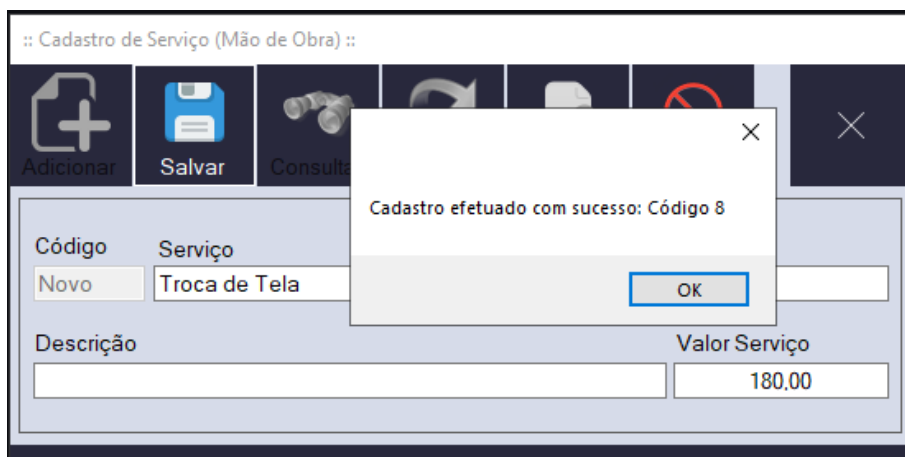 :: Cadastro de Serviço (Mão de Obra) ::
Adicionar
Salvar
Cadastro efetuado com sucesso: Código 8
OK
Código
Serviço
Novo
Troca de Tela
Descrição
Valor Serviço
180,00